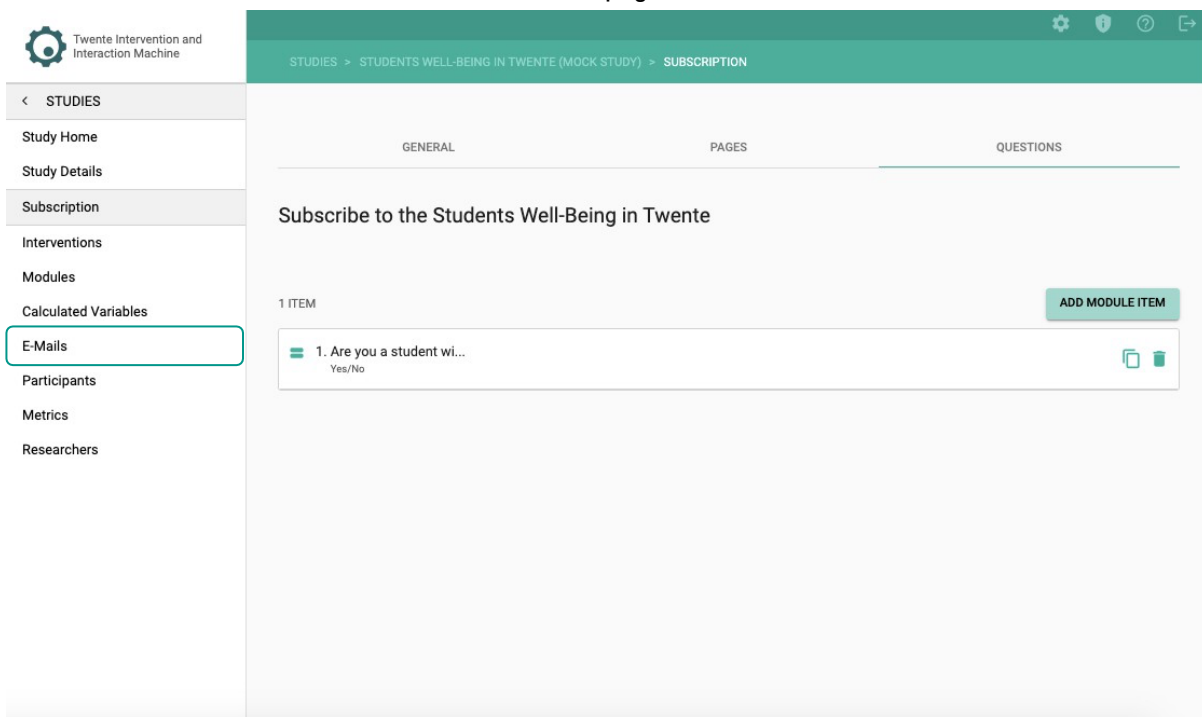 Twente Intervention and
Interaction Machine
STUDIES > STUDENTS WELL-BEING IN TWENTE (MOCK STUDY) > SUBSCRIPTION
< STUDIES
Study Home
Study Details
Subscription
Interventions
Modules
Calculated Variables
E-Mails
Participants
Metrics
Researchers
GENERAL PAGES QUESTIONS
Subscribe to the Students Well-Being in Twente
1 ITEM ADD MODULE ITEM
1. Are you a student wi...
Yes/No